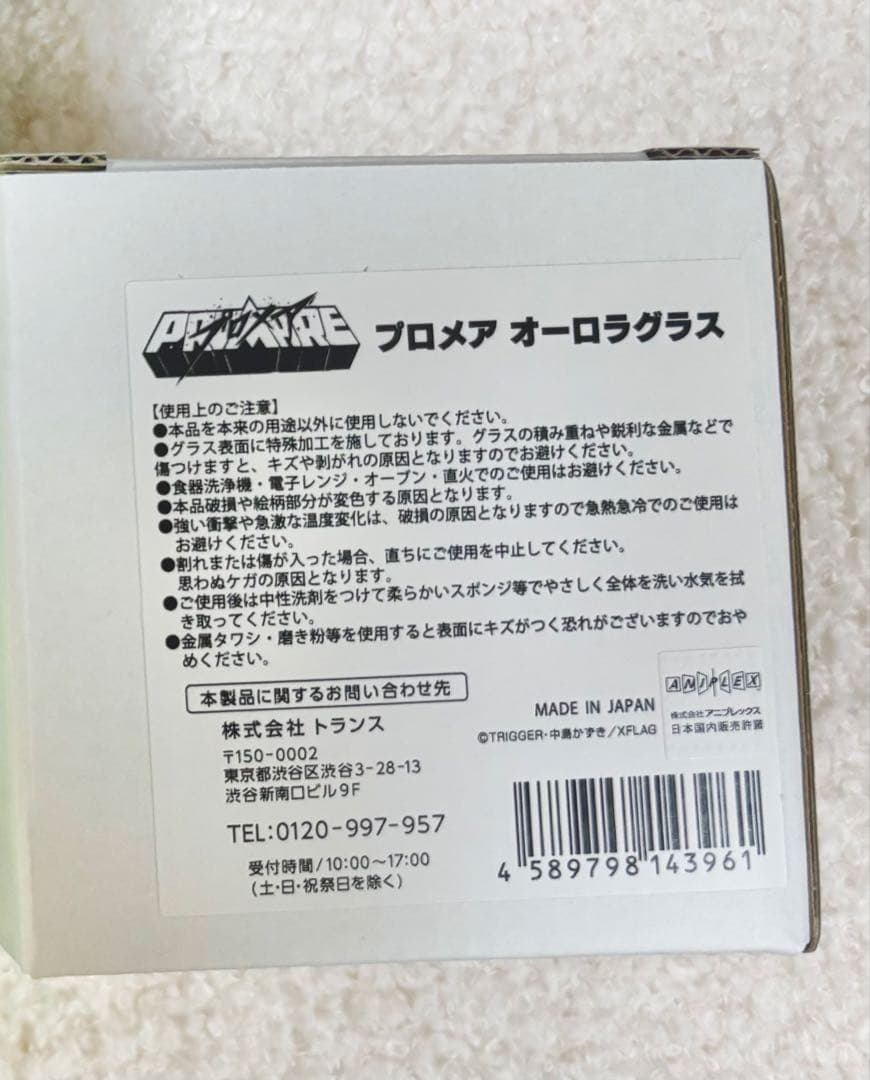 PROMARE
プロメア
プロメア オーロラグラス
【使用上のご注意】
●本品を本来の用途以外に使用しないでください。
●グラス表面に特殊加工を施しております。グラスの積み重ねや鋭利な金属などで
傷つけますと、キズや剥がれの原因となりますのでお避けください。
●食器洗浄機・電子レンジ・オーブン・直火でのご使用はお避けください。
●本品破損や絵柄部分が変色する原因となります。
●強い衝撃や急激な温度変化は、破損の原因となりますので急熱急冷でのご使用は
お避けください。
●割れまたは傷が入った場合、直ちにご使用を中止してください。
思わぬケガの原因となります。
●ご使用後は中性洗剤をつけて柔らかいスポンジ等でやさしく全体を洗い水気を拭
き取ってください。
●金属タワシ・磨き粉等を使用すると表面にキズがつく恐れがございますのでおや
めください。
本製品に関するお問い合わせ先
株式会社 トランス
〒150-0002
東京都渋谷区渋谷3-28-13
渋谷新南口ビル9F
TEL:0120-997-957
受付時間/10:00〜17:00
(土・日・祝祭日を除く)
MADE IN JAPAN
©TRIGGER・中島かずき/XFLAG
ANIPLEX
株式会社アニプレックス
日本国内販売許諾
4 589798 143961